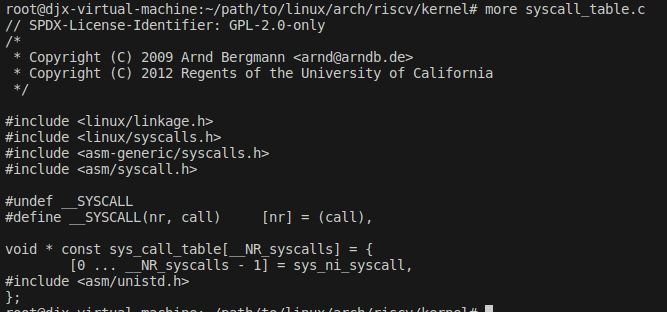 root@djx-virtual-machine:~/path/to/linux/arch/riscv/kernel# more syscall_table.c
// SPDX-License-Identifier: GPL-2.0-only
/*
 * Copyright (C) 2009 Arnd Bergmann <arnd@arndb.de>
 * Copyright (C) 2012 Regents of the University of California
 */

#include <linux/linkage.h>
#include <linux/syscalls.h>
#include <asm-generic/syscalls.h>
#include <asm/syscall.h>

#undef __SYSCALL
#define __SYSCALL(nr, call)     [nr] = (call),

void * const sys_call_table[__NR_syscalls] = {
        [0 ... __NR_syscalls - 1] = sys_ni_syscall,
#include <asm/unistd.h>
};
root@djx-virtual-machine:~/path/to/linux/arch/riscv/kernel#